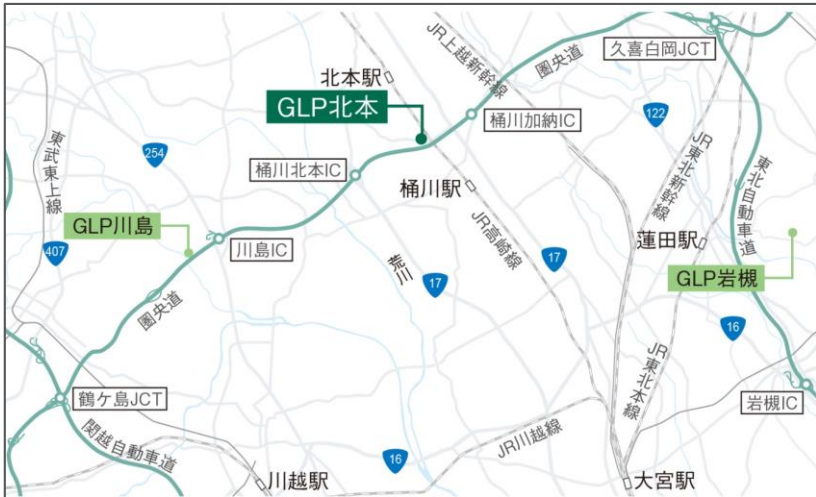 久喜白岡JCT
JR上越新幹線
圏央道
北本駅
GLP北本
桶川加納IC
122
JR東北新幹線
東北自動車道
東武東上線
254
桶川北本IC
桶川駅
JR高崎線
GLP川島
川島IC
荒川
17
17
蓮田駅
GLP岩槻
407
圏央道
16
JR東北本線
鶴ケ島JCT
岩槻IC
関越自動車道
川越駅
16
JR川越線
大宮駅